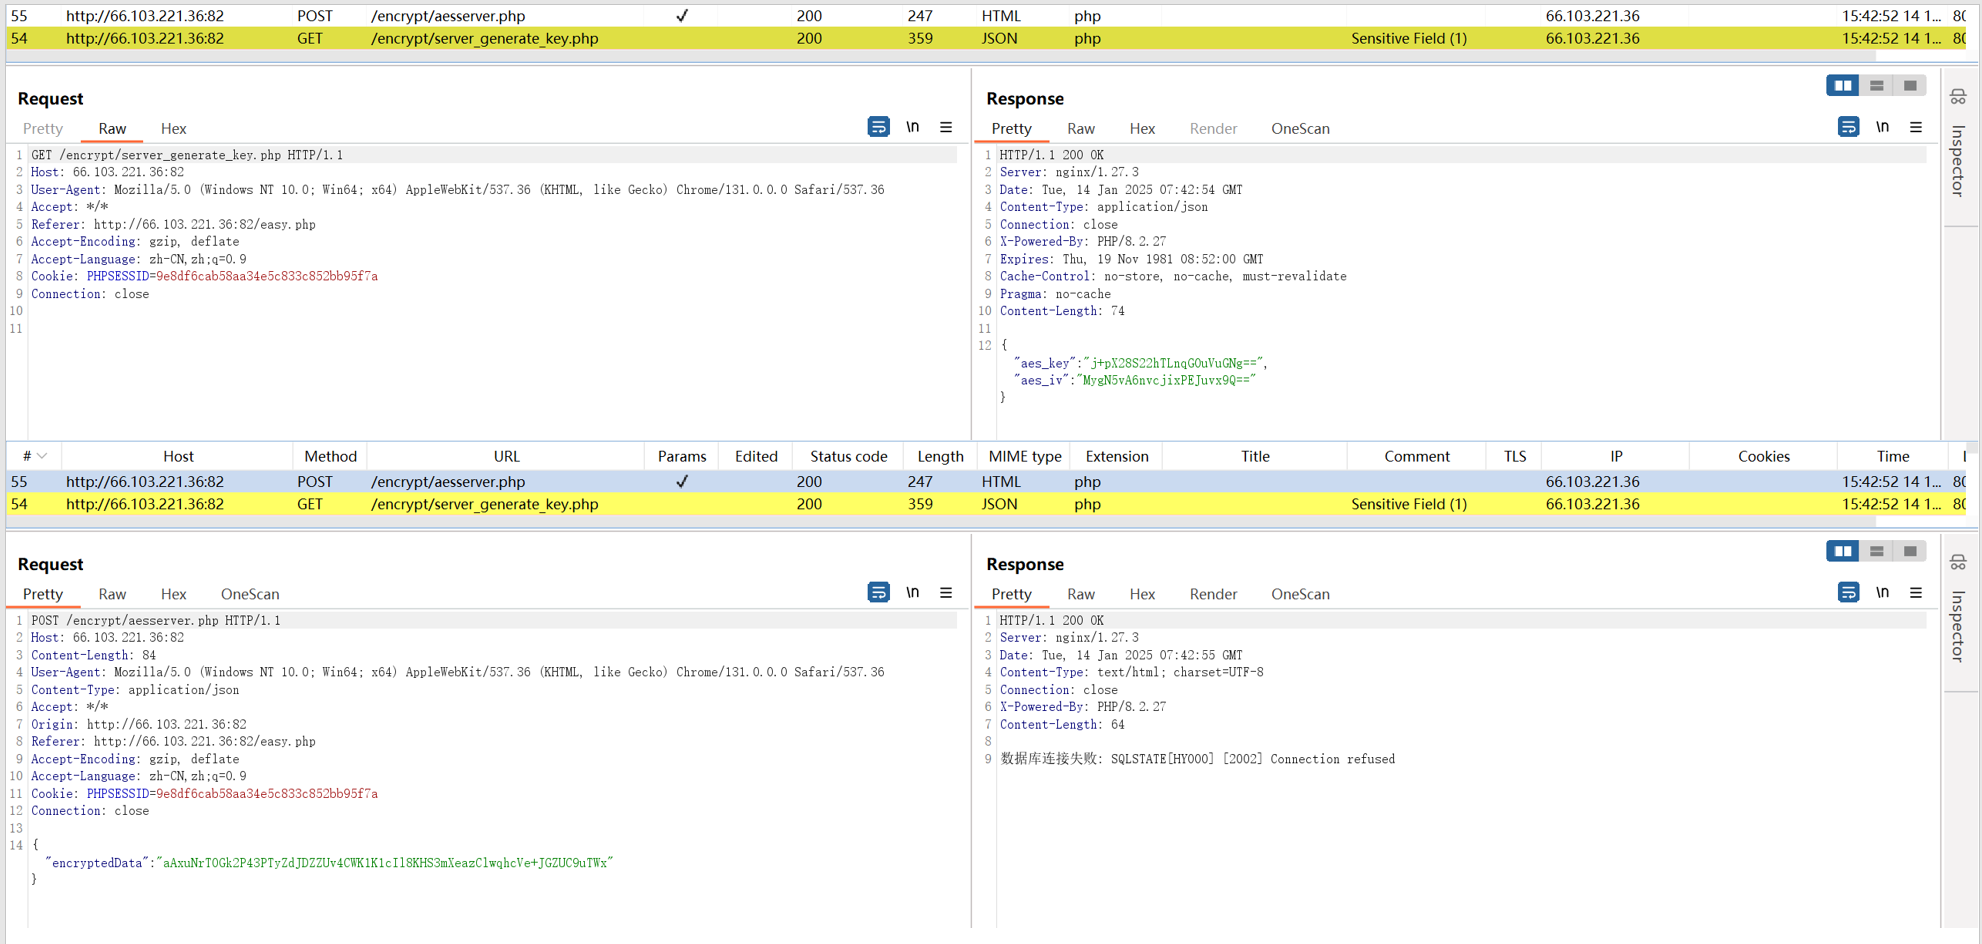 55 http://66.103.221.36:82 POST /encrypt/aesserver.php ✓ 200 247 HTML php 66.103.221.36 15:42:52 14 1... 80
54 http://66.103.221.36:82 GET /encrypt/server_generate_key.php 200 359 JSON php Sensitive Field (1) 66.103.221.36 15:42:52 14 1... 80
Request
Pretty Raw Hex \n
1 GET /encrypt/server_generate_key.php HTTP/1.1
2 Host: 66.103.221.36:82
3 User-Agent: Mozilla/5.0 (Windows NT 10.0; Win64; x64) AppleWebKit/537.36 (KHTML, like Gecko) Chrome/131.0.0.0 Safari/537.36
4 Accept: */*
5 Referer: http://66.103.221.36:82/easy.php
6 Accept-Encoding: gzip, deflate
7 Accept-Language: zh-CN,zh;q=0.9
8 Cookie: PHPSESSID=9e8df6cab58aa34e5c833c852bb95f7a
9 Connection: close
10
11
Response
Pretty Raw Hex Render OneScan \n
1 HTTP/1.1 200 OK
2 Server: nginx/1.27.3
3 Date: Tue, 14 Jan 2025 07:42:54 GMT
4 Content-Type: application/json
5 Connection: close
6 X-Powered-By: PHP/8.2.27
7 Expires: Thu, 19 Nov 1981 08:52:00 GMT
8 Cache-Control: no-store, no-cache, must-revalidate
9 Pragma: no-cache
10 Content-Length: 74
11
12 {
"aes_key":"j+pX28S22hTLnqGOuVuGNg==",
"aes_iv":"MygN5vA6nvcjixPEJuvx9Q=="
}
Inspector
# Host Method URL Params Edited Status code Length MIME type Extension Title Comment TLS IP Cookies Time
55 http://66.103.221.36:82 POST /encrypt/aesserver.php ✓ 200 247 HTML php 66.103.221.36 15:42:52 14 1... 80
54 http://66.103.221.36:82 GET /encrypt/server_generate_key.php 200 359 JSON php Sensitive Field (1) 66.103.221.36 15:42:52 14 1... 80
Request
Pretty Raw Hex OneScan \n
1 POST /encrypt/aesserver.php HTTP/1.1
2 Host: 66.103.221.36:82
3 Content-Length: 84
4 User-Agent: Mozilla/5.0 (Windows NT 10.0; Win64; x64) AppleWebKit/537.36 (KHTML, like Gecko) Chrome/131.0.0.0 Safari/537.36
5 Content-Type: application/json
6 Accept: */*
7 Origin: http://66.103.221.36:82
8 Referer: http://66.103.221.36:82/easy.php
9 Accept-Encoding: gzip, deflate
10 Accept-Language: zh-CN,zh;q=0.9
11 Cookie: PHPSESSID=9e8df6cab58aa34e5c833c852bb95f7a
12 Connection: close
13
14 {
"encryptedData":"aAxuNrTOGk2P43PTyZdJDZZUv4CWK1K1cIl8KHS3mXeazClwqhcVe+JGZUC9uTWx"
}
Response
Pretty Raw Hex Render OneScan \n
1 HTTP/1.1 200 OK
2 Server: nginx/1.27.3
3 Date: Tue, 14 Jan 2025 07:42:55 GMT
4 Content-Type: text/html; charset=UTF-8
5 Connection: close
6 X-Powered-By: PHP/8.2.27
7 Content-Length: 64
8
9 数据库连接失败: SQLSTATE[HY000] [2002] Connection refused
Inspector